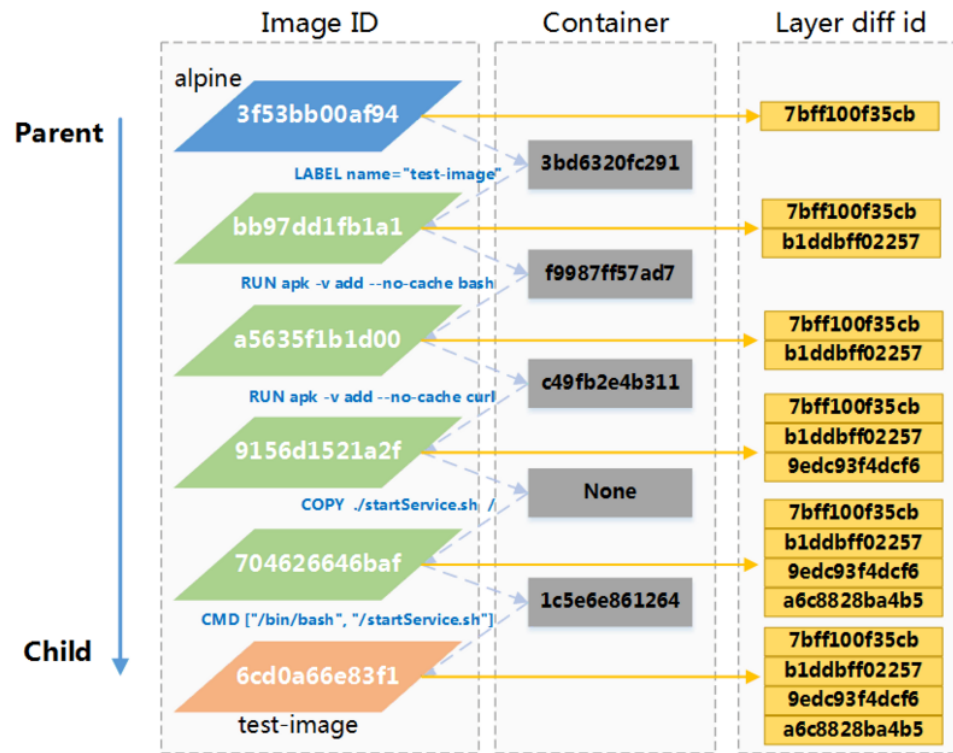 Image ID
Container
Layer diff id
alpine
3f53bb00af94
7bff100f35cb
Parent
3bd6320fc291
LABEL name="test-image"
7bff100f35cb
bb97dd1fb1a1
b1ddbff02257
f9987ff57ad7
RUN apk -v add --no-cache bash
7bff100f35cb
a5635f1b1d00
b1ddbff02257
c49fb2e4b311
RUN apk -v add --no-cache curl
7bff100f35cb
b1ddbff02257
9156d1521a2f
9edc93f4dcf6
None
COPY ./startService.sh /
7bff100f35cb
b1ddbff02257
704626646baf
9edc93f4dcf6
1c5e6e861264
a6c8828ba4b5
CMD ["/bin/bash", "/startService.sh"]
7bff100f35cb
Child
b1ddbff02257
6cd0a66e83f1
9edc93f4dcf6
test-image
a6c8828ba4b5